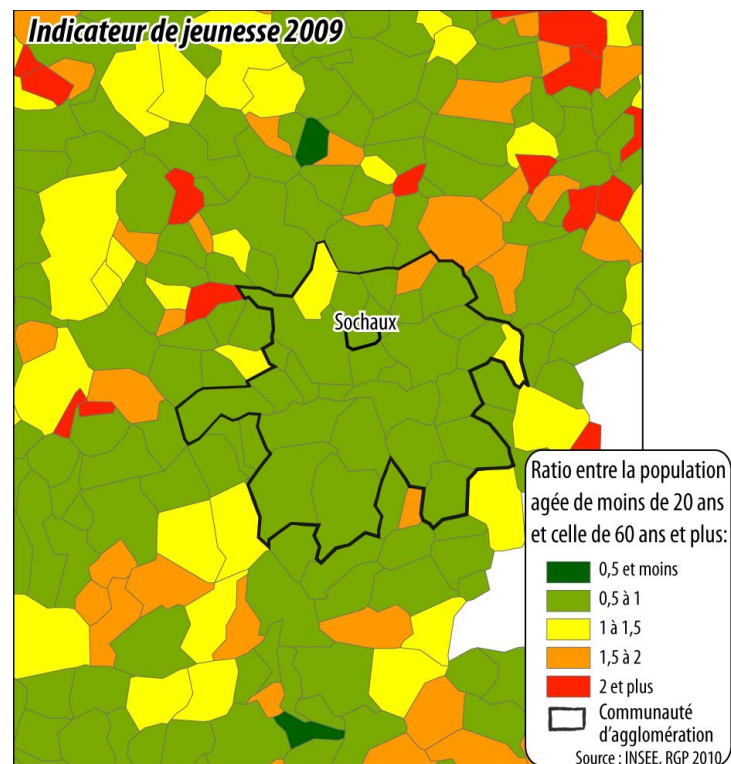 Indicateur de jeunesse 2009
Sochaux
Ratio entre la population
agée de moins de 20 ans
et celle de 60 ans et plus:
0,5 et moins
0,5 à 1
1 à 1,5
1,5 à 2
2 et plus
Communauté
d'agglomération
Source : INSEE, RGP 2010